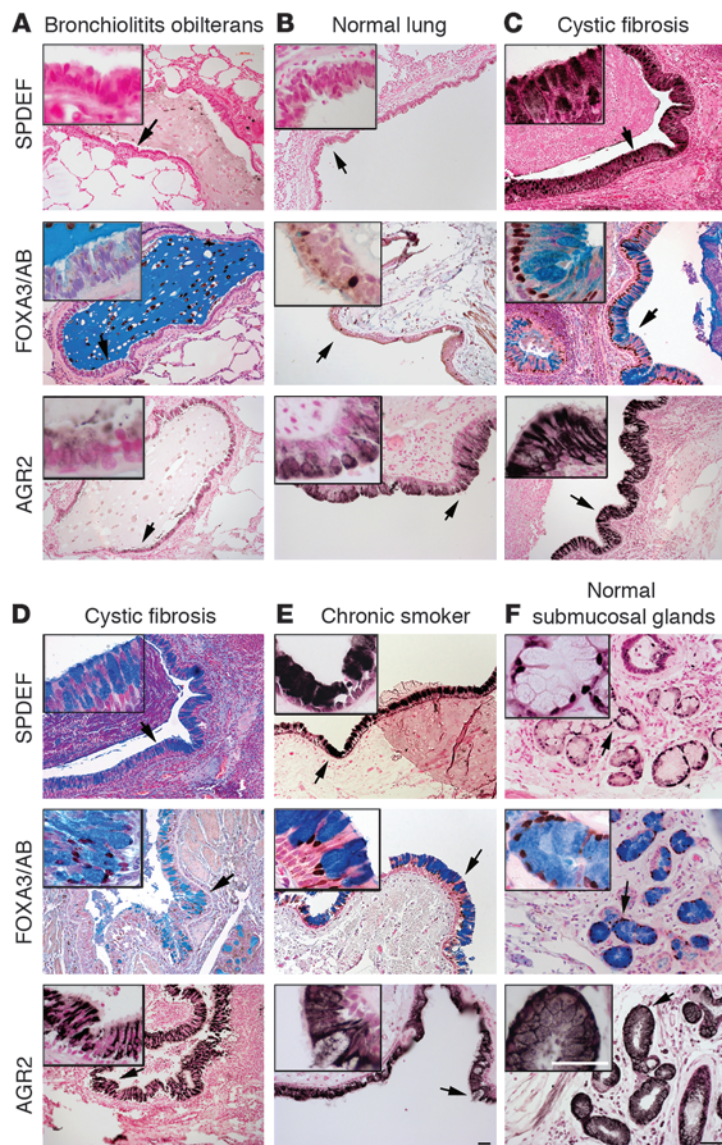 A Bronchiolitits obilterans
B Normal lung
C Cystic fibrosis
SPDEF
FOXA3/AB
AGR2
D Cystic fibrosis
E Chronic smoker
F Normal
submucosal glands
SPDEF
FOXA3/AB
AGR2